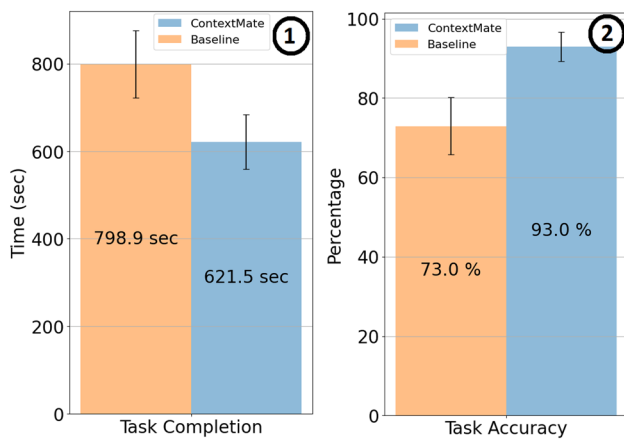 ContextMate
Baseline
1
800
600
400
200
0
Time (sec)
798.9 sec
621.5 sec
Task Completion
ContextMate
Baseline
2
100
80
60
40
20
0
Percentage
73.0 %
93.0 %
Task Accuracy